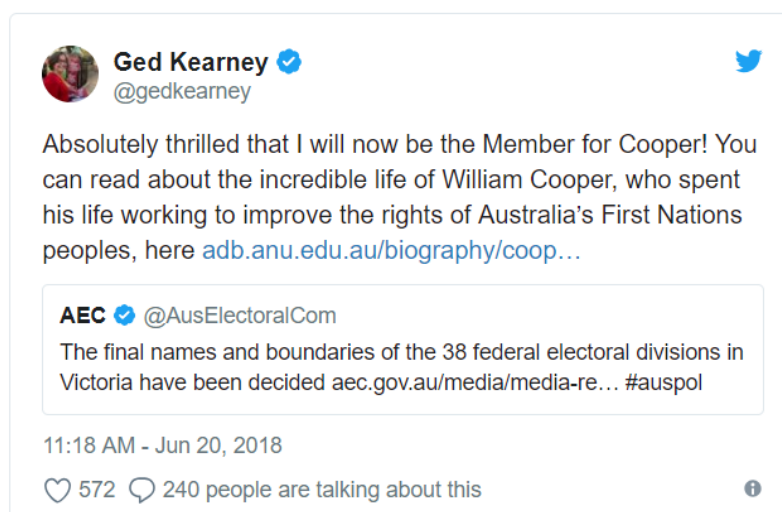 Ged Kearney
@gedkearney
Absolutely thrilled that I will now be the Member for Cooper! You
can read about the incredible life of William Cooper, who spent
his life working to improve the rights of Australia’s First Nations
peoples, here adb.anu.edu.au/biography/coop…
AEC @AusElectoralCom
The final names and boundaries of the 38 federal electoral divisions in
Victoria have been decided aec.gov.au/media/media-re… #auspol
11:18 AM - Jun 20, 2018
572 240 people are talking about this